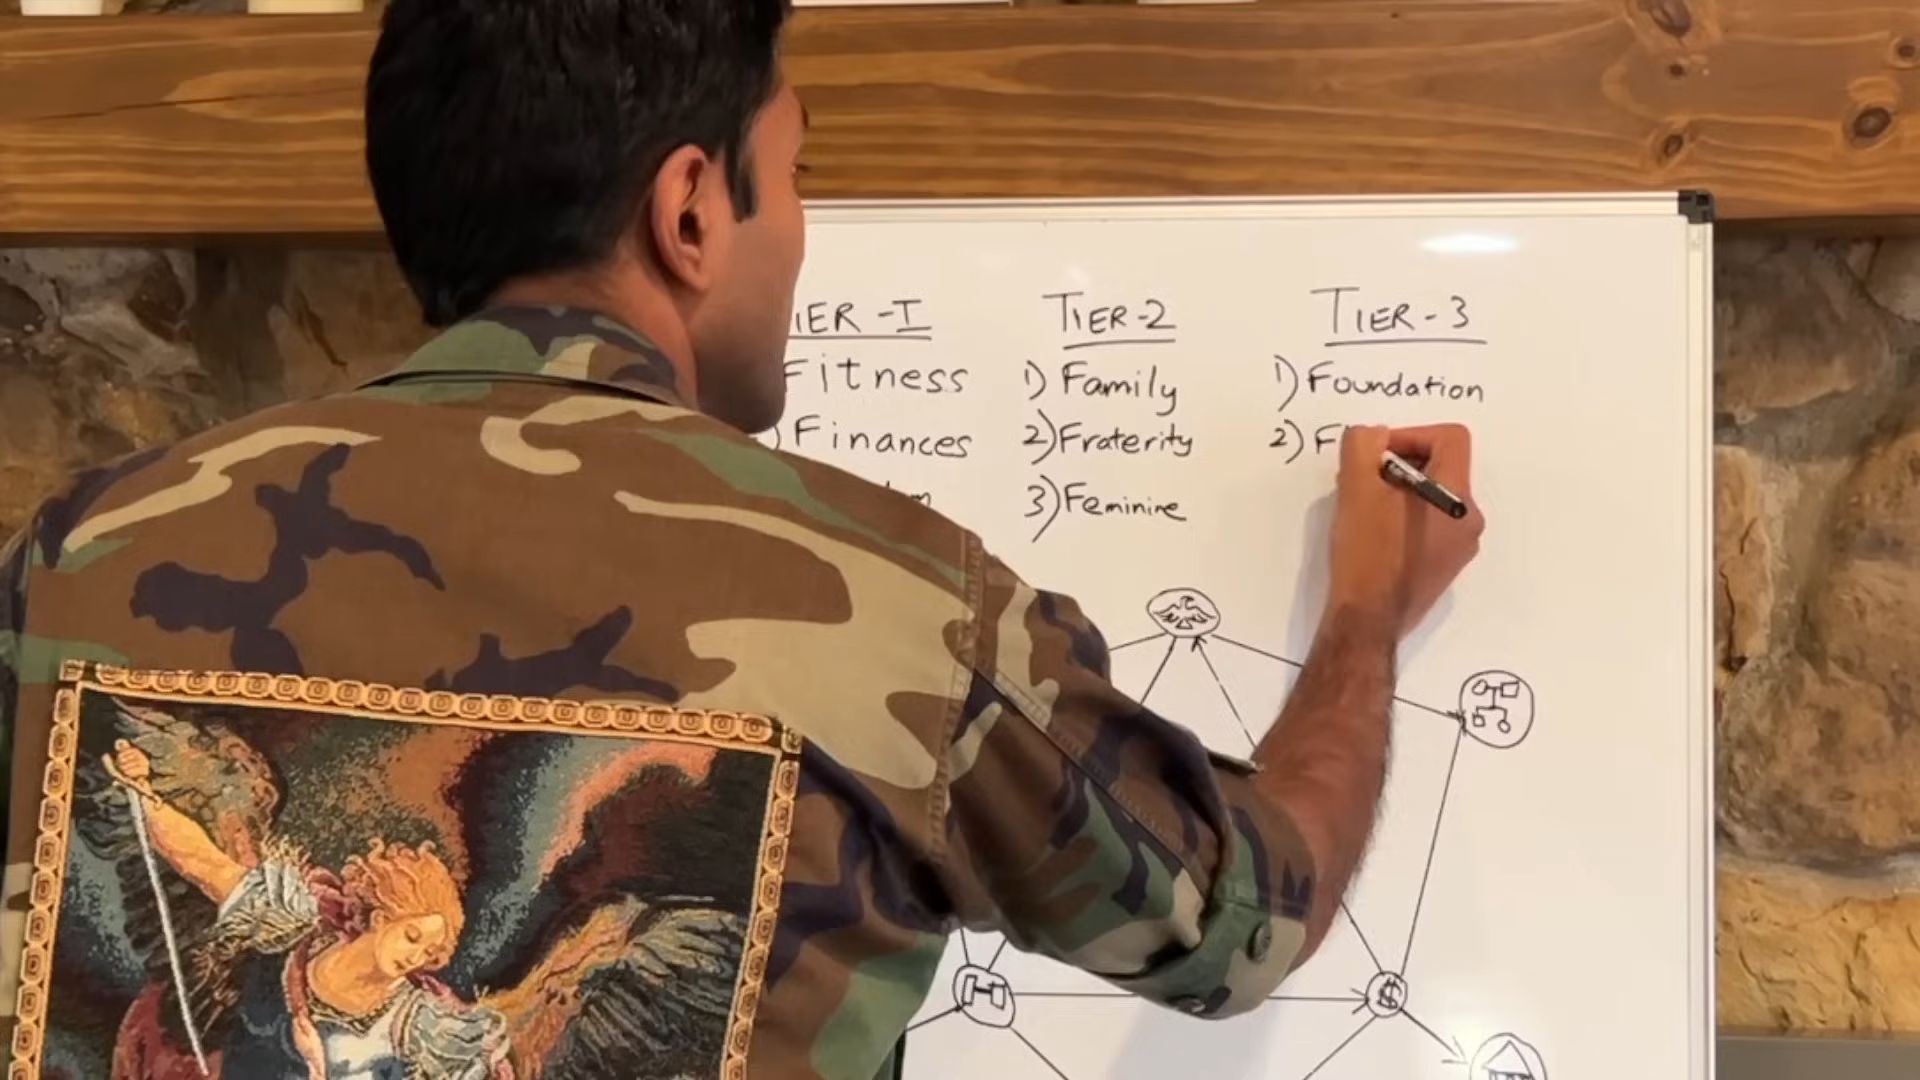 IER-I
Fitness
Finances
TIER-2
1) Family
2) Fraterity
3) Feminine
TIER-3
1) Foundation
2) F
$